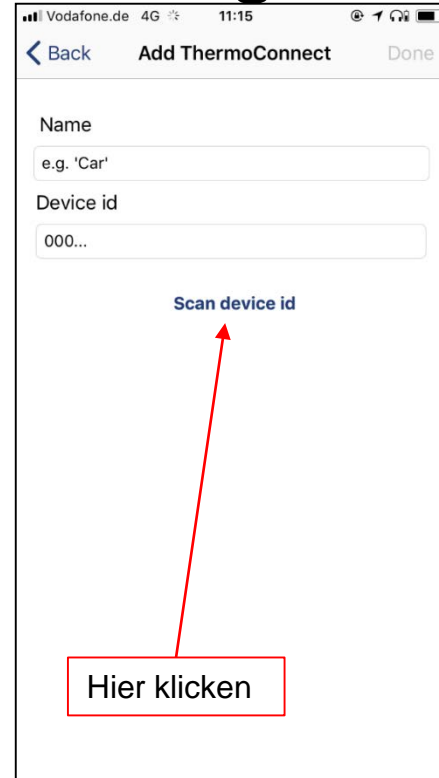 Vodafone.de 4G 11:15
Back Add ThermoConnect Done
Name
e.g. 'Car'
Device id
000...
Scan device id
Hier klicken